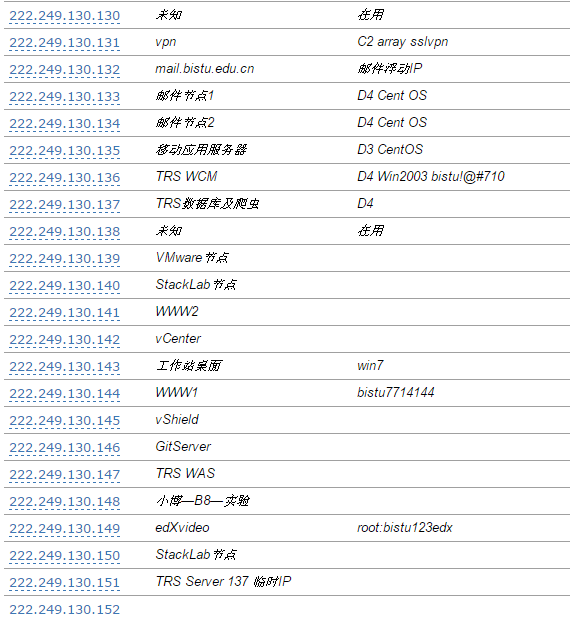 222.249.130.130 未知 在用
222.249.130.131 vpn C2 array sslvpn
222.249.130.132 mail.bistu.edu.cn 邮件浮动IP
222.249.130.133 邮件节点1 D4 Cent OS
222.249.130.134 邮件节点2 D4 Cent OS
222.249.130.135 移动应用服务器 D3 CentOS
222.249.130.136 TRS WCM D4 Win2003 bistu!@#710
222.249.130.137 TRS数据库及爬虫 D4
222.249.130.138 未知 在用
222.249.130.139 VMware节点
222.249.130.140 StackLab节点
222.249.130.141 WWW2
222.249.130.142 vCenter
222.249.130.143 工作站桌面 win7
222.249.130.144 WWW1 bistu7714144
222.249.130.145 vShield
222.249.130.146 GitServer
222.249.130.147 TRS WAS
222.249.130.148 小博—B8—实验
222.249.130.149 edXvideo root:bistu123edx
222.249.130.150 StackLab节点
222.249.130.151 TRS Server 137 临时IP
222.249.130.152